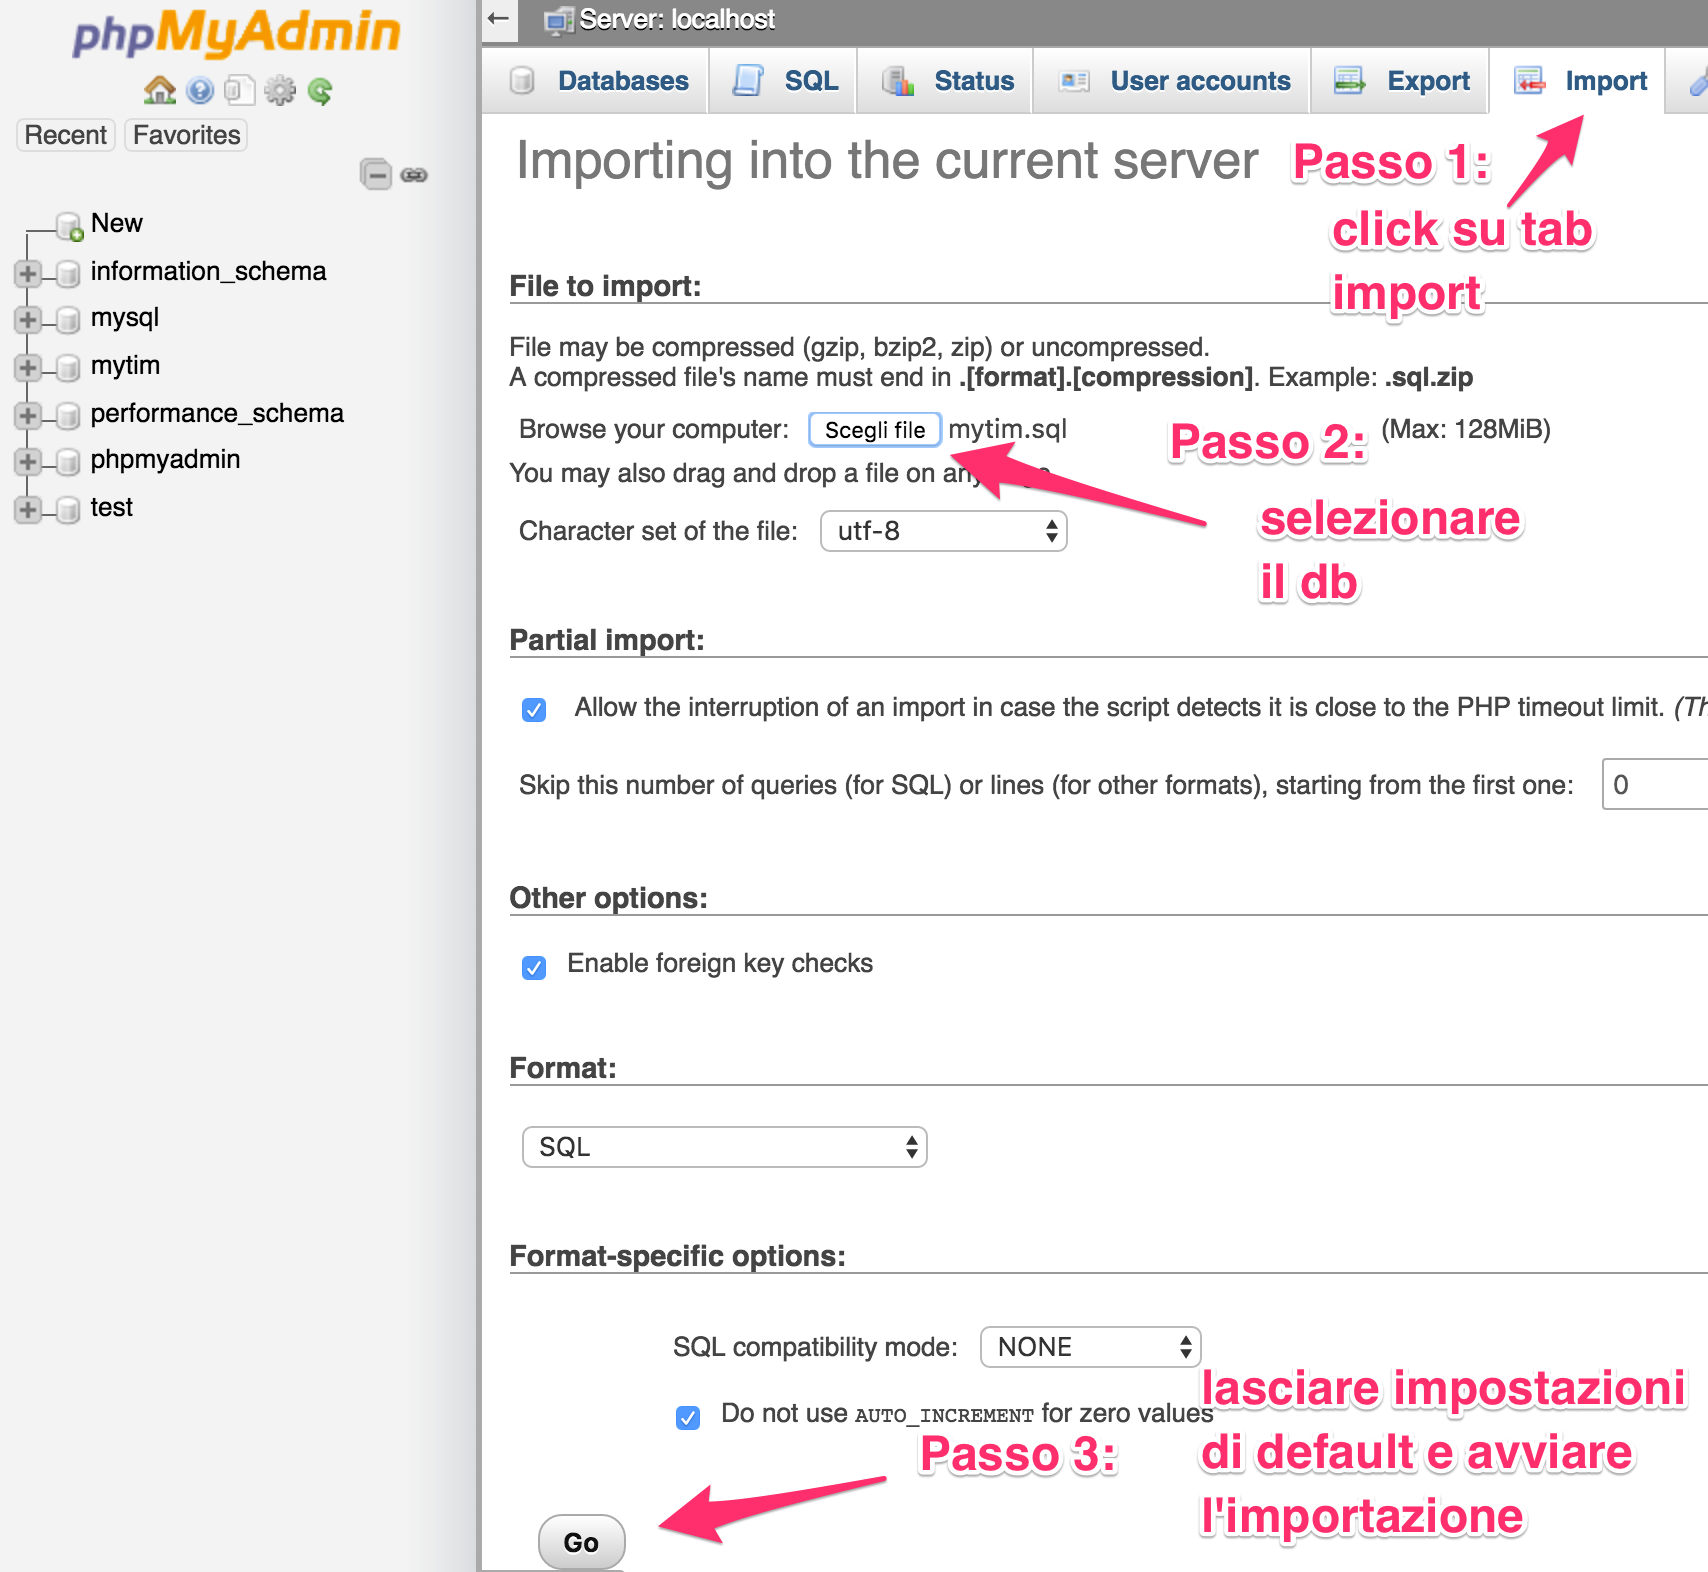 phpMyAdmin
Recent
Favorites
New
information_schema
mysql
mytim
performance_schema
phpmyadmin
test
Server: localhost
Databases
SQL
Status
User accounts
Export
Import
Importing into the current server
Passo 1:
click su tab
import
File to import:
File may be compressed (gzip, bzip2, zip) or uncompressed.
A compressed file's name must end in .[format].[compression]. Example: .sql.zip
Browse your computer: Scegli file mytim.sql (Max: 128MiB)
Passo 2:
selezionare
il db
You may also drag and drop a file on any
Character set of the file: utf-8
Partial import:
Allow the interruption of an import in case the script detects it is close to the PHP timeout limit. (Th
Skip this number of queries (for SQL) or lines (for other formats), starting from the first one: 0
Other options:
Enable foreign key checks
Format:
SQL
Format-specific options:
SQL compatibility mode: NONE
Do not use AUTO_INCREMENT for zero values
Passo 3:
lasciare impostazioni
di default e avviare
l'importazione
Go